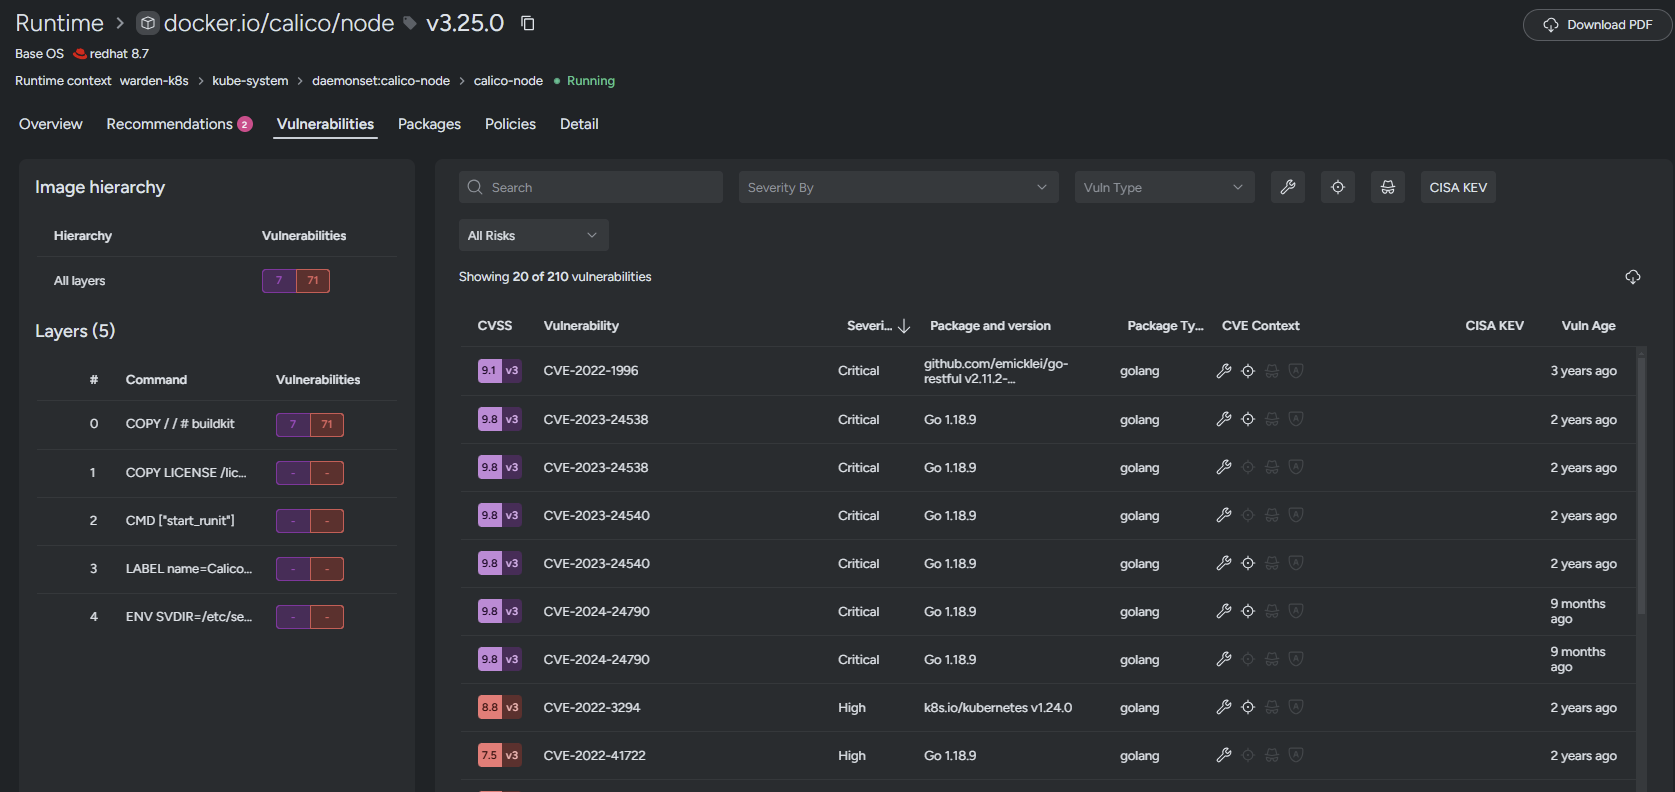 Runtime > docker.io/calico/node v3.25.0
Download PDF
Base OS redhat 8.7
Runtime context warden-k8s > kube-system > daemonset:calico-node > calico-node • Running
Overview Recommendations 2 Vulnerabilities Packages Policies Detail
Image hierarchy
Hierarchy Vulnerabilities
All layers 7 71
Layers (5)
# Command Vulnerabilities
0 COPY / / # buildkit 7 71
1 COPY LICENSE /lic... - -
2 CMD ["start_runit"] - -
3 LABEL name=Calico... - -
4 ENV SVDIR=/etc/se... - -
Search Severity By Vuln Type CISA KEV
All Risks
Showing 20 of 210 vulnerabilities
CVSS Vulnerability Severi... Package and version Package Ty... CVE Context CISA KEV Vuln Age
9.1 v3 CVE-2022-1996 Critical github.com/emicklei/go-
restful v2.11.2-... golang 3 years ago
9.8 v3 CVE-2023-24538 Critical Go 1.18.9 golang 2 years ago
9.8 v3 CVE-2023-24538 Critical Go 1.18.9 golang 2 years ago
9.8 v3 CVE-2023-24540 Critical Go 1.18.9 golang 2 years ago
9.8 v3 CVE-2023-24540 Critical Go 1.18.9 golang 2 years ago
9.8 v3 CVE-2024-24790 Critical Go 1.18.9 golang 9 months
ago
9.8 v3 CVE-2024-24790 Critical Go 1.18.9 golang 9 months
ago
8.8 v3 CVE-2022-3294 High k8s.io/kubernetes v1.24.0 golang 2 years ago
7.5 v3 CVE-2022-41722 High Go 1.18.9 golang 2 years ago